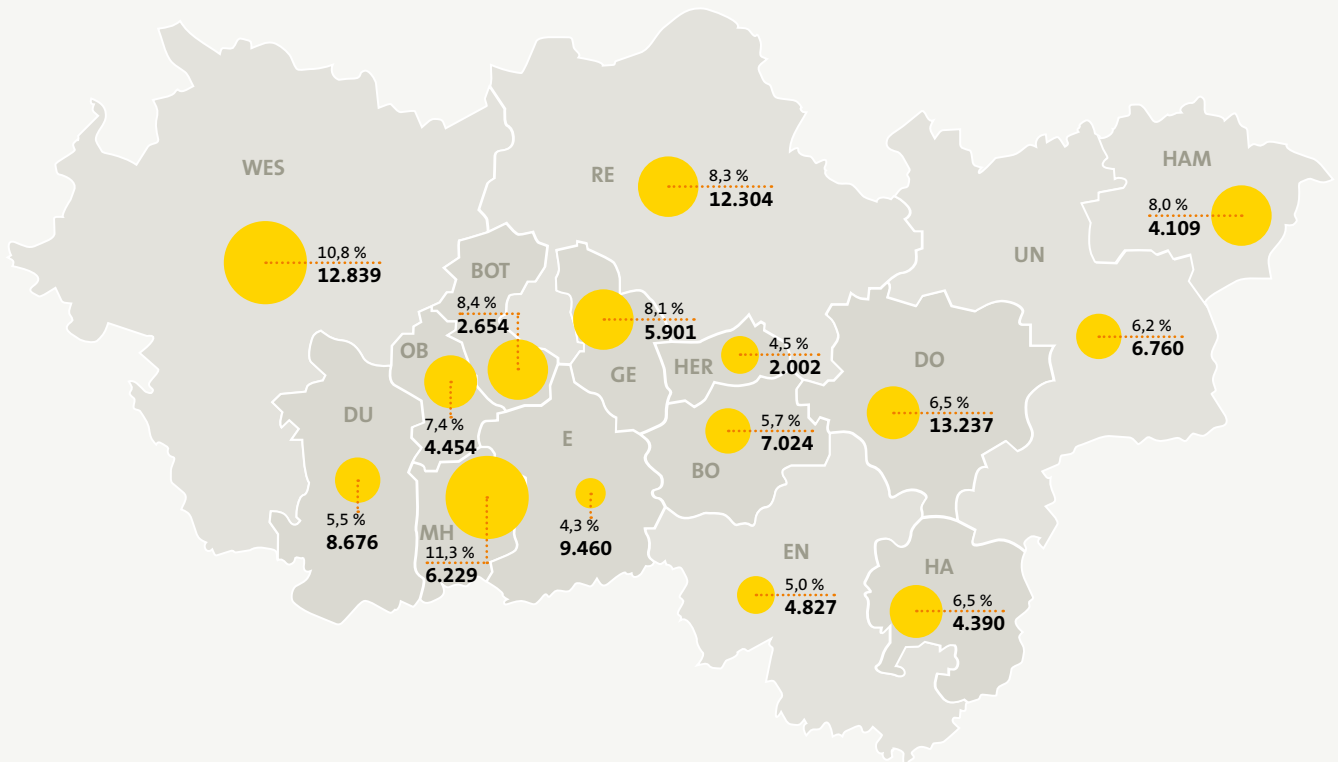 WES
10,8 %
12.839
RE
8,3 %
12.304
HAM
8,0 %
4.109
UN
6,2 %
6.760
BOT
8,4 %
2.654
8,1 %
5.901
GE
OB
7,4 %
4.454
HER
4,5 %
2.002
DO
6,5 %
13.237
DU
5,5 %
8.676
E
4,3 %
9.460
BO
5,7 %
7.024
MH
11,3 %
6.229
EN
5,0 %
4.827
HA
6,5 %
4.390